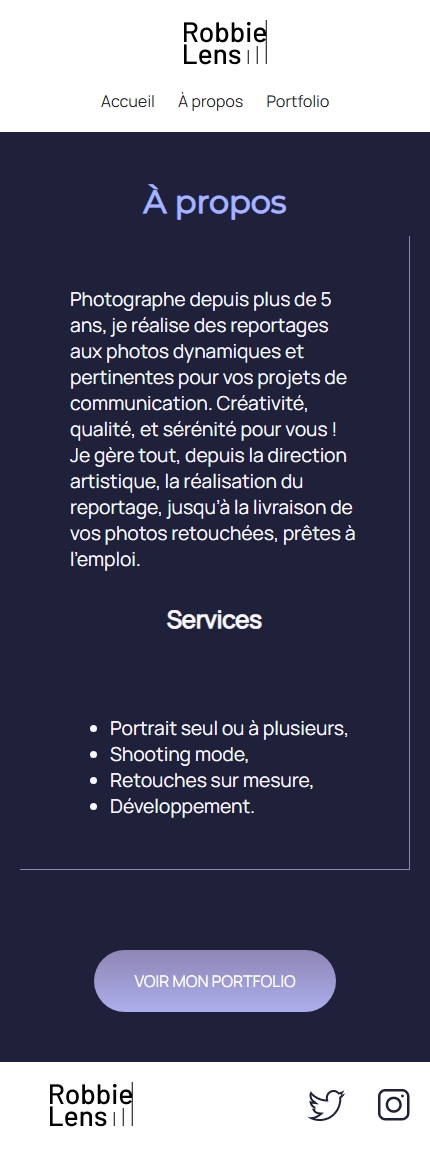 Robbie
Lens
Accueil À propos Portfolio
À propos
Photographe depuis plus de 5
ans, je réalise des reportages
aux photos dynamiques et
pertinentes pour vos projets de
communication. Créativité,
qualité, et sérénité pour vous !
Je gère tout, depuis la direction
artistique, la réalisation du
reportage, jusqu’à la livraison de
vos photos retouchées, prêtes à
l’emploi.
Services
• Portrait seul ou à plusieurs,
• Shooting mode,
• Retouches sur mesure,
• Développement.
VOIR MON PORTFOLIO
Robbie
Lens